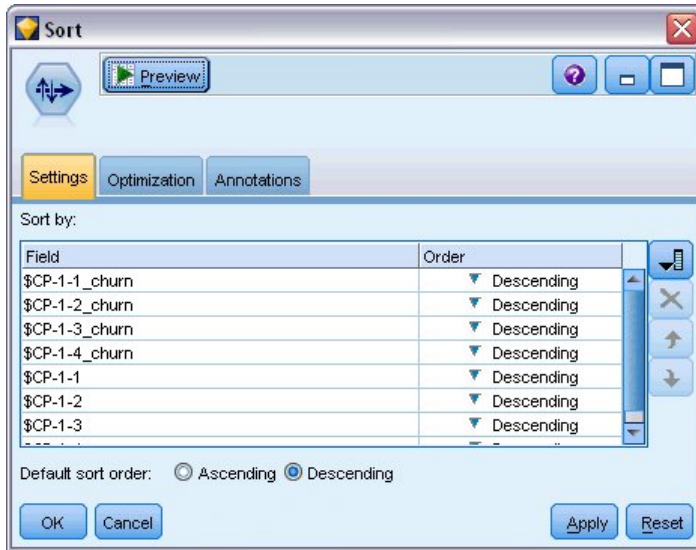 Sort
Preview
Settings Optimization Annotations
Sort by:
Field Order
$CP-1-1_churn Descending
$CP-1-2_churn Descending
$CP-1-3_churn Descending
$CP-1-4_churn Descending
$CP-1-1 Descending
$CP-1-2 Descending
$CP-1-3 Descending
Default sort order: Ascending Descending
OK Cancel Apply Reset